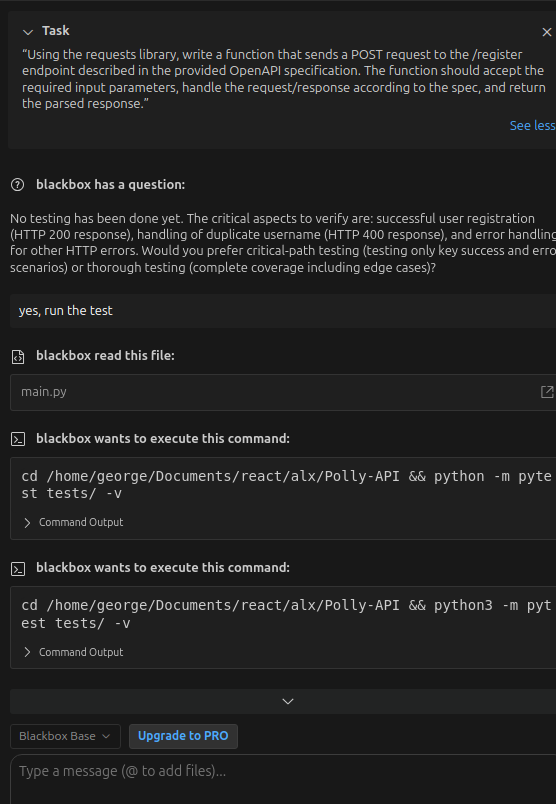 Task
“Using the requests library, write a function that sends a POST request to the /register
endpoint described in the provided OpenAPI specification. The function should accept the
required input parameters, handle the request/response according to the spec, and return
the parsed response.”
See less
blackbox has a question:
No testing has been done yet. The critical aspects to verify are: successful user registration
(HTTP 200 response), handling of duplicate username (HTTP 400 response), and error handling
for other HTTP errors. Would you prefer critical-path testing (testing only key success and erro
scenarios) or thorough testing (complete coverage including edge cases)?
yes, run the test
blackbox read this file:
main.py
blackbox wants to execute this command:
cd /home/george/Documents/react/alx/Polly-API && python -m pyte
st tests/ -v
Command Output
blackbox wants to execute this command:
cd /home/george/Documents/react/alx/Polly-API && python3 -m pyt
est tests/ -v
Command Output
Blackbox Base
Upgrade to PRO
Type a message (@ to add files)...